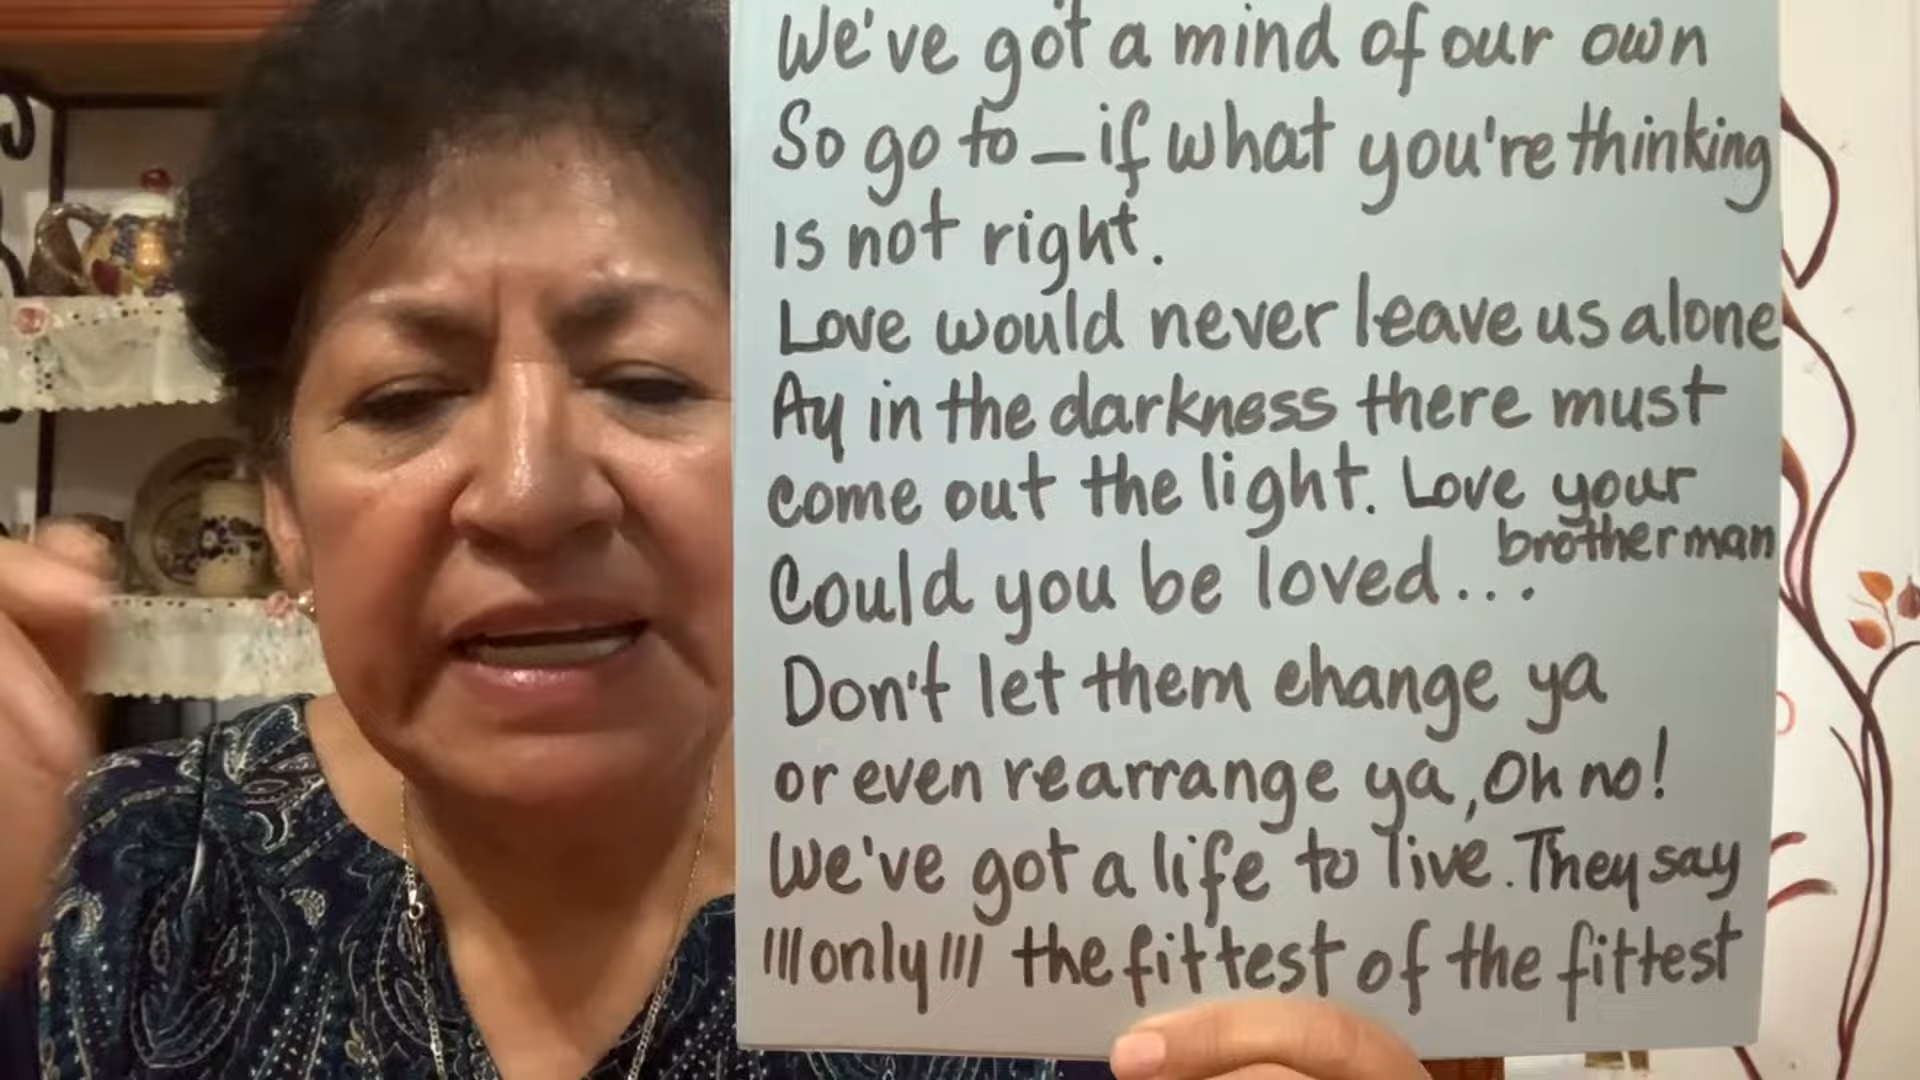 We've got a mind of our own
So go to _ if what you're thinking
is not right.
Love would never leave us alone
Ay in the darkness there must
come out the light. Love your
brotherman
Could you be loved...
Don't let them change ya
or even rearrange ya, Oh no!
We've got a life to live. They say
|||only||| the fittest of the fittest